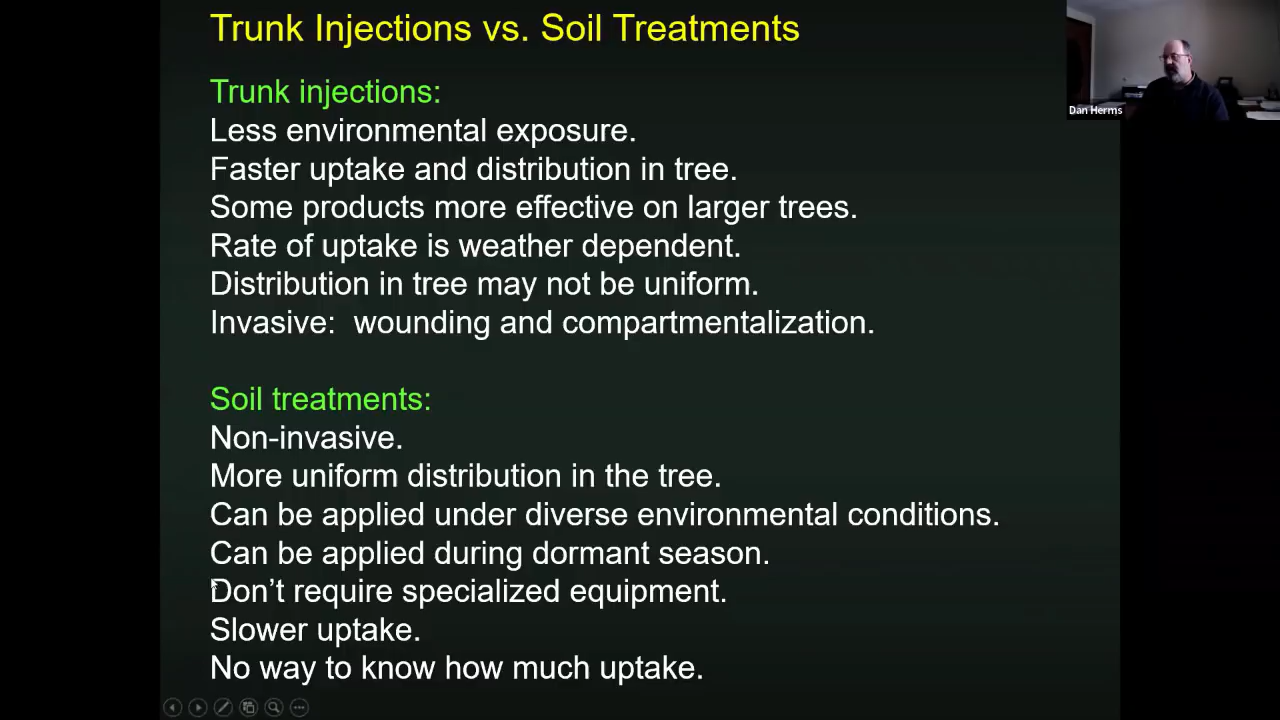 Trunk Injections vs. Soil Treatments
Trunk injections:
Less environmental exposure.
Faster uptake and distribution in tree.
Some products more effective on larger trees.
Rate of uptake is weather dependent.
Distribution in tree may not be uniform.
Invasive:  wounding and compartmentalization.
Soil treatments:
Non-invasive.
More uniform distribution in the tree.
Can be applied under diverse environmental conditions.
Can be applied during dormant season.
Don’t require specialized equipment.
Slower uptake.
No way to know how much uptake.
Dan Herms